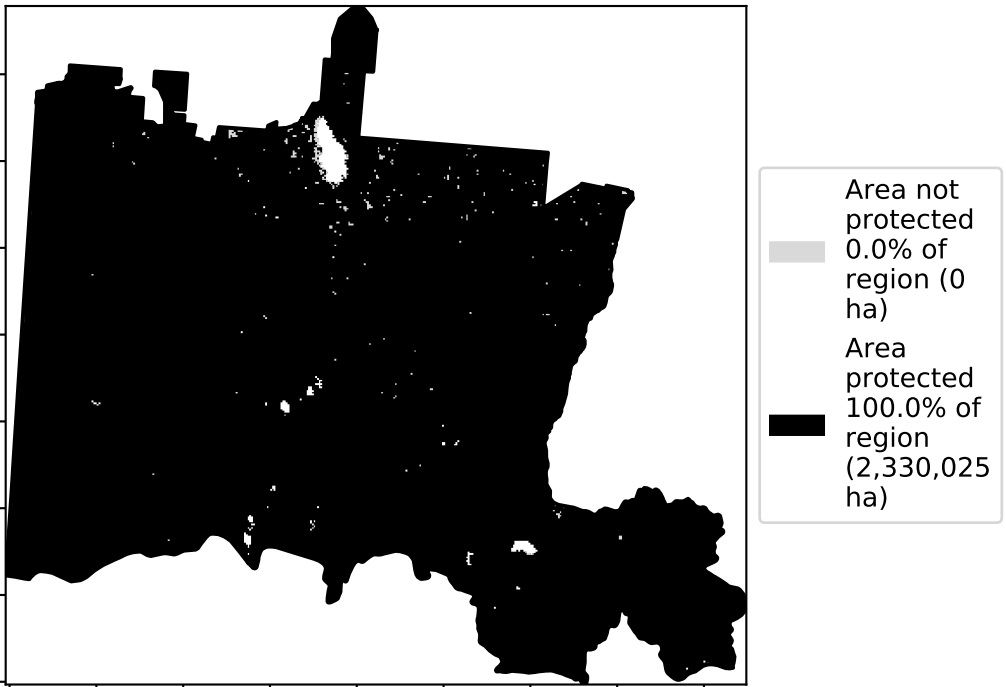 Area not
protected
0.0% of
region (0
ha)
Area
protected
100.0% of
region
(2,330,025
ha)